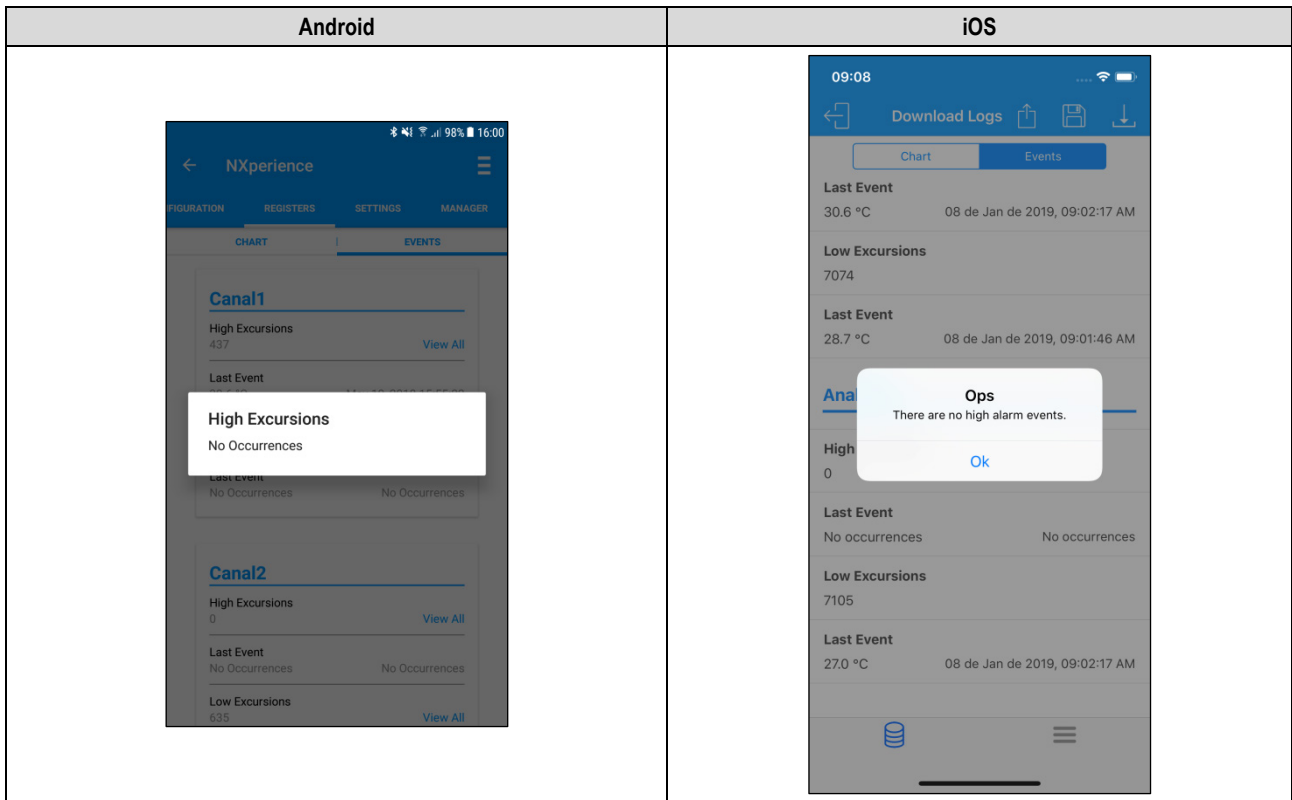 Android
iOS
98% 16:00
NXperience
FIGURATION REGISTERS SETTINGS MANAGER
CHART EVENTS
Canal1
High Excursions
437 View All
Last Event
High Excursions
No Occurrences
Last Event
No Occurrences No Occurrences
Canal2
High Excursions
0 View All
Last Event
No Occurrences No Occurrences
Low Excursions
635 View All
09:08
Download Logs
Chart Events
Last Event
30.6 °C 08 de Jan de 2019, 09:02:17 AM
Low Excursions
7074
Last Event
28.7 °C 08 de Jan de 2019, 09:01:46 AM
Anal
Ops
There are no high alarm events.
Ok
High
0
Last Event
No occurrences No occurrences
Low Excursions
7105
Last Event
27.0 °C 08 de Jan de 2019, 09:02:17 AM